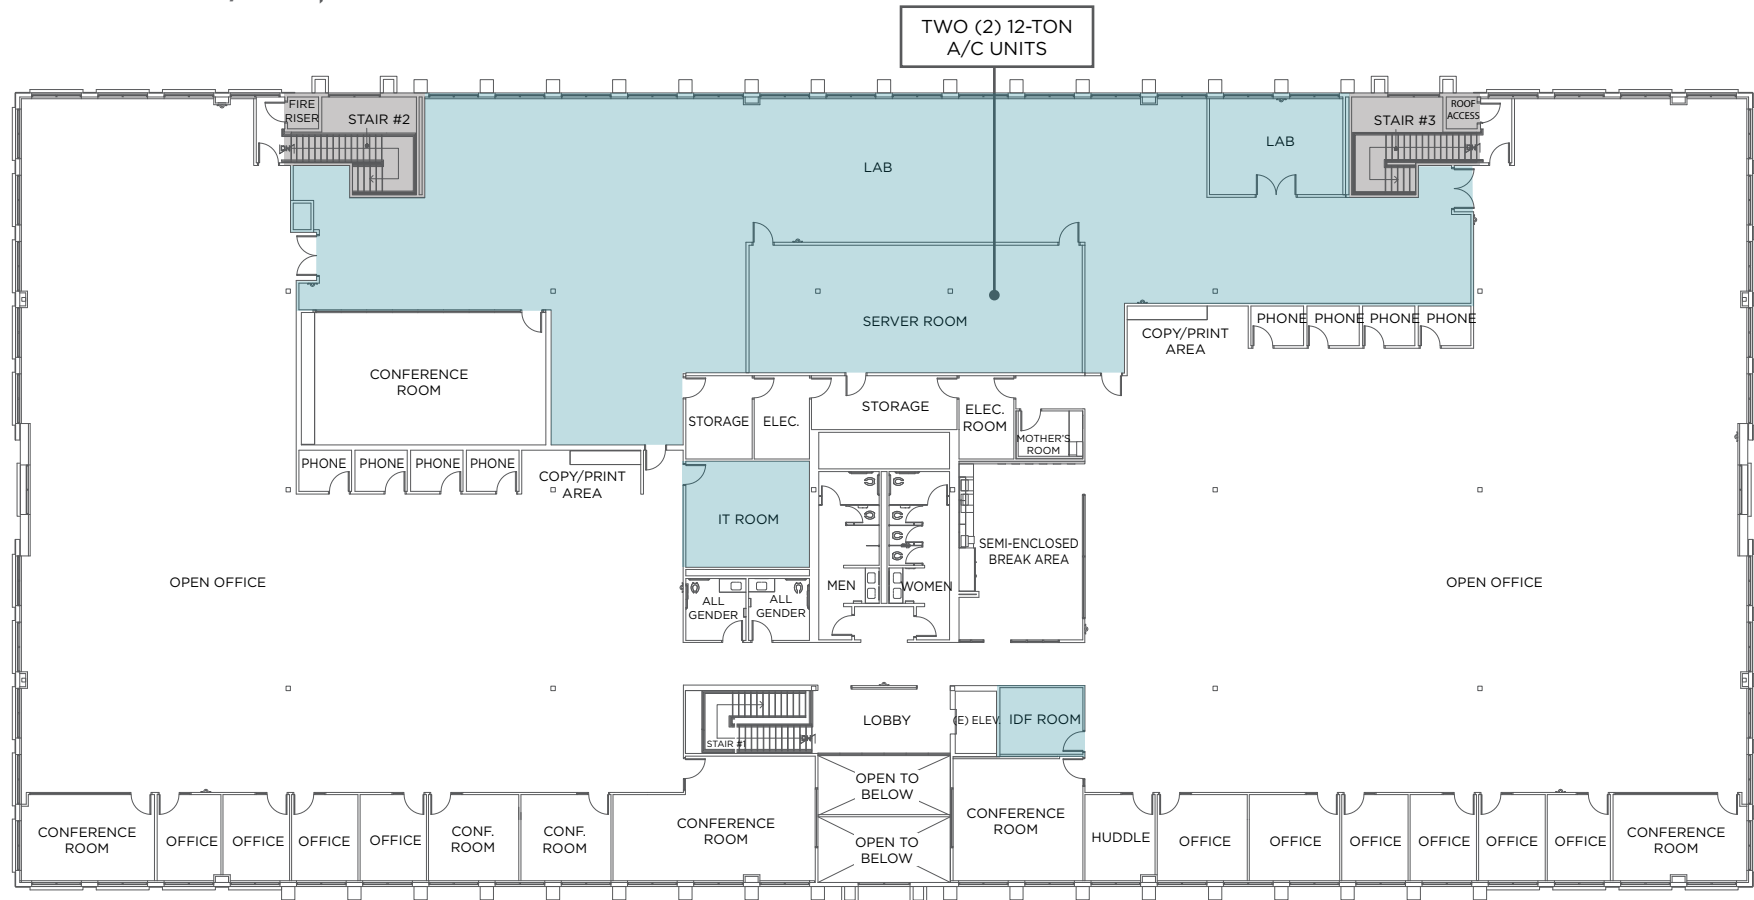 TWO (2) 12-TON
A/C UNITS
FIRE
RISER
STAIR #2
STAIR #3
ROOF
ACCESS
DN
DN
LAB
LAB
SERVER ROOM
CONFERENCE
ROOM
COPY/PRINT
AREA
PHONE
PHONE
PHONE
PHONE
STORAGE
ELEC.
STORAGE
ELEC.
ROOM
MOTHER'S
ROOM
PHONE
PHONE
PHONE
PHONE
COPY/PRINT
AREA
IT ROOM
SEMI-ENCLOSED
BREAK AREA
MEN
WOMEN
ALL
GENDER
ALL
GENDER
OPEN OFFICE
OPEN OFFICE
STAIR #1
DN
LOBBY
(E) ELEV.
IDF ROOM
OPEN TO
BELOW
OPEN TO
BELOW
CONFERENCE
ROOM
OFFICE
OFFICE
OFFICE
OFFICE
CONF.
ROOM
CONF.
ROOM
CONFERENCE
ROOM
CONFERENCE
ROOM
HUDDLE
OFFICE
OFFICE
OFFICE
OFFICE
OFFICE
OFFICE
CONFERENCE
ROOM